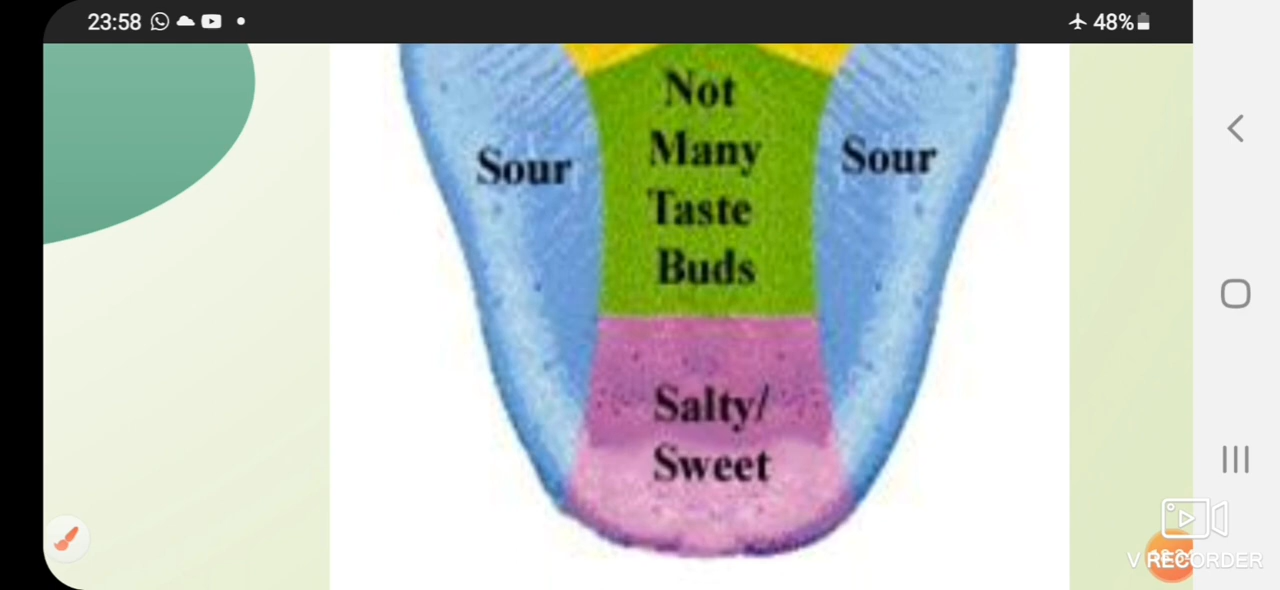 23:58
48%
Not
Many
Taste
Buds
Sour
Sour
Salty/
Sweet
V RECORDER